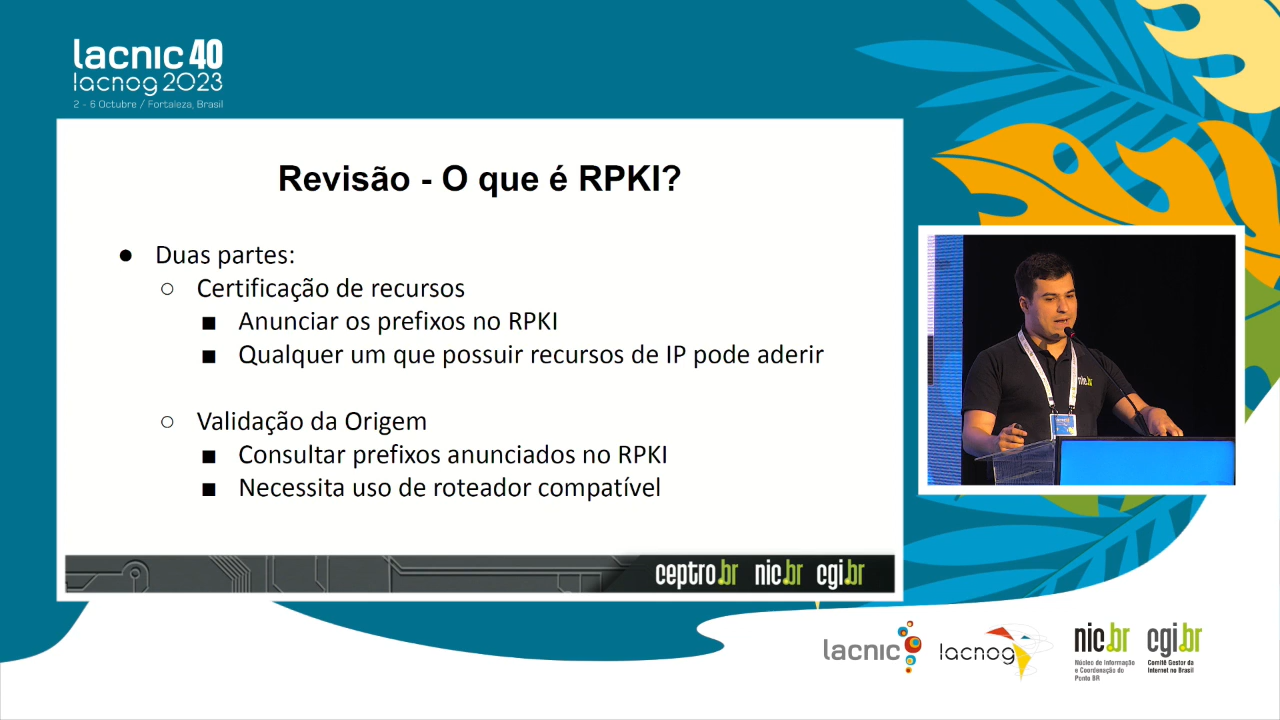 lacnic 40
lacnog 2023
2 - 6 Octubre / Fortaleza, Brasil
Revisão - O que é RPKI?
● Duas partes:
○ Certificação de recursos
■ Anunciar os prefixos no RPKI
■ Qualquer um que possuir recursos de IP pode aderir
○ Validação da Origem
■ Consultar prefixos anunciados no RPKI
■ Necessita uso de roteador compatível
ceptro.br nic.br cgi.br
nic.br
lacnic
lacnog
nic.br
Núcleo de Informação
e Coordenação do
Ponto BR
cgi.br
Comitê Gestor da
Internet no Brasil